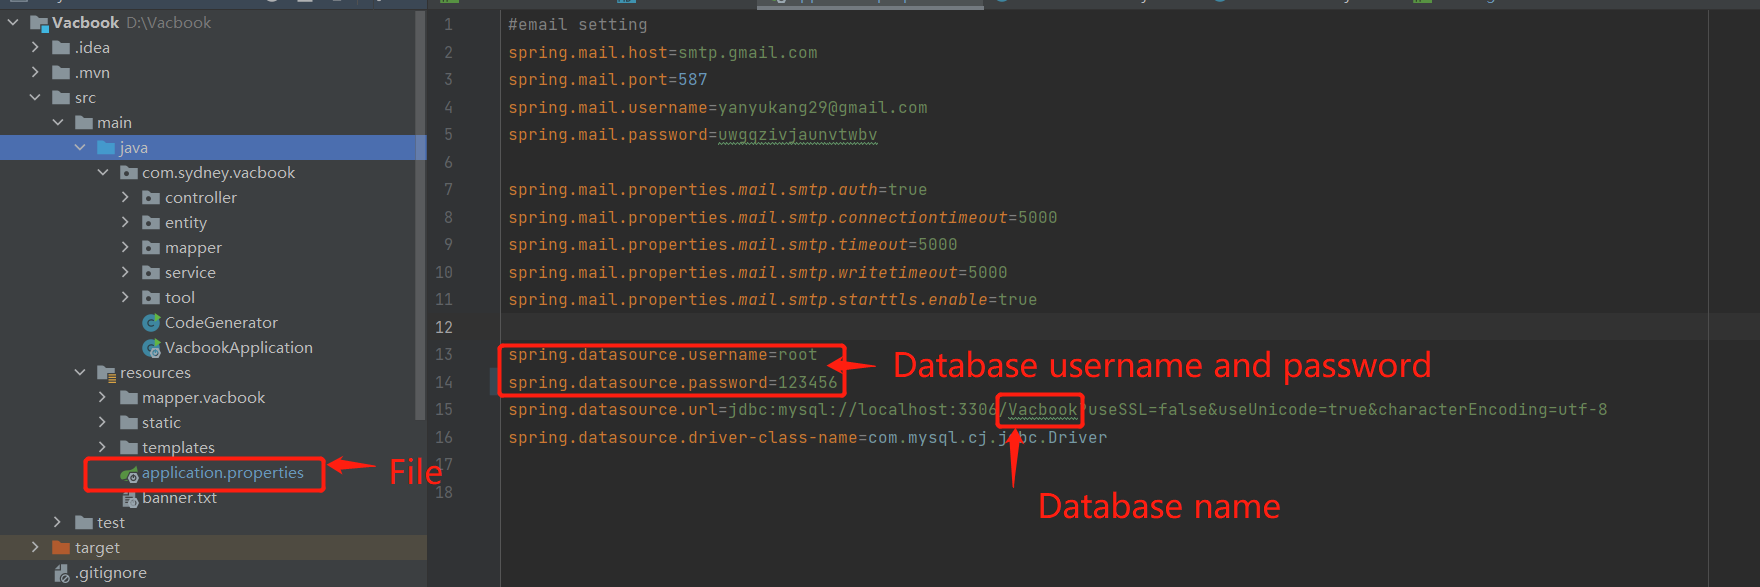 Vacbook D:\Vacbook
.idea
.mvn
src
main
java
com.sydney.vacbook
controller
entity
mapper
service
tool
CodeGenerator
VacbookApplication
resources
mapper.vacbook
static
templates
application.properties
banner.txt
test
target
.gitignore
File
1 #email setting
2 spring.mail.host=smtp.gmail.com
3 spring.mail.port=587
4 spring.mail.username=yanyukang29@gmail.com
5 spring.mail.password=
6
7 spring.mail.properties.mail.smtp.auth=true
8 spring.mail.properties.mail.smtp.connectiontimeout=5000
9 spring.mail.properties.mail.smtp.timeout=5000
10 spring.mail.properties.mail.smtp.writetimeout=5000
11 spring.mail.properties.mail.smtp.starttls.enable=true
12
13 spring.datasource.username=root
14 spring.datasource.password=123456
Database username and password
15 spring.datasource.url=jdbc:mysql://localhost:3306/Vacbook?useSSL=false&useUnicode=true&characterEncoding=utf-8
16 spring.datasource.driver-class-name=com.mysql.cj.jdbc.Driver
17
18
Database name